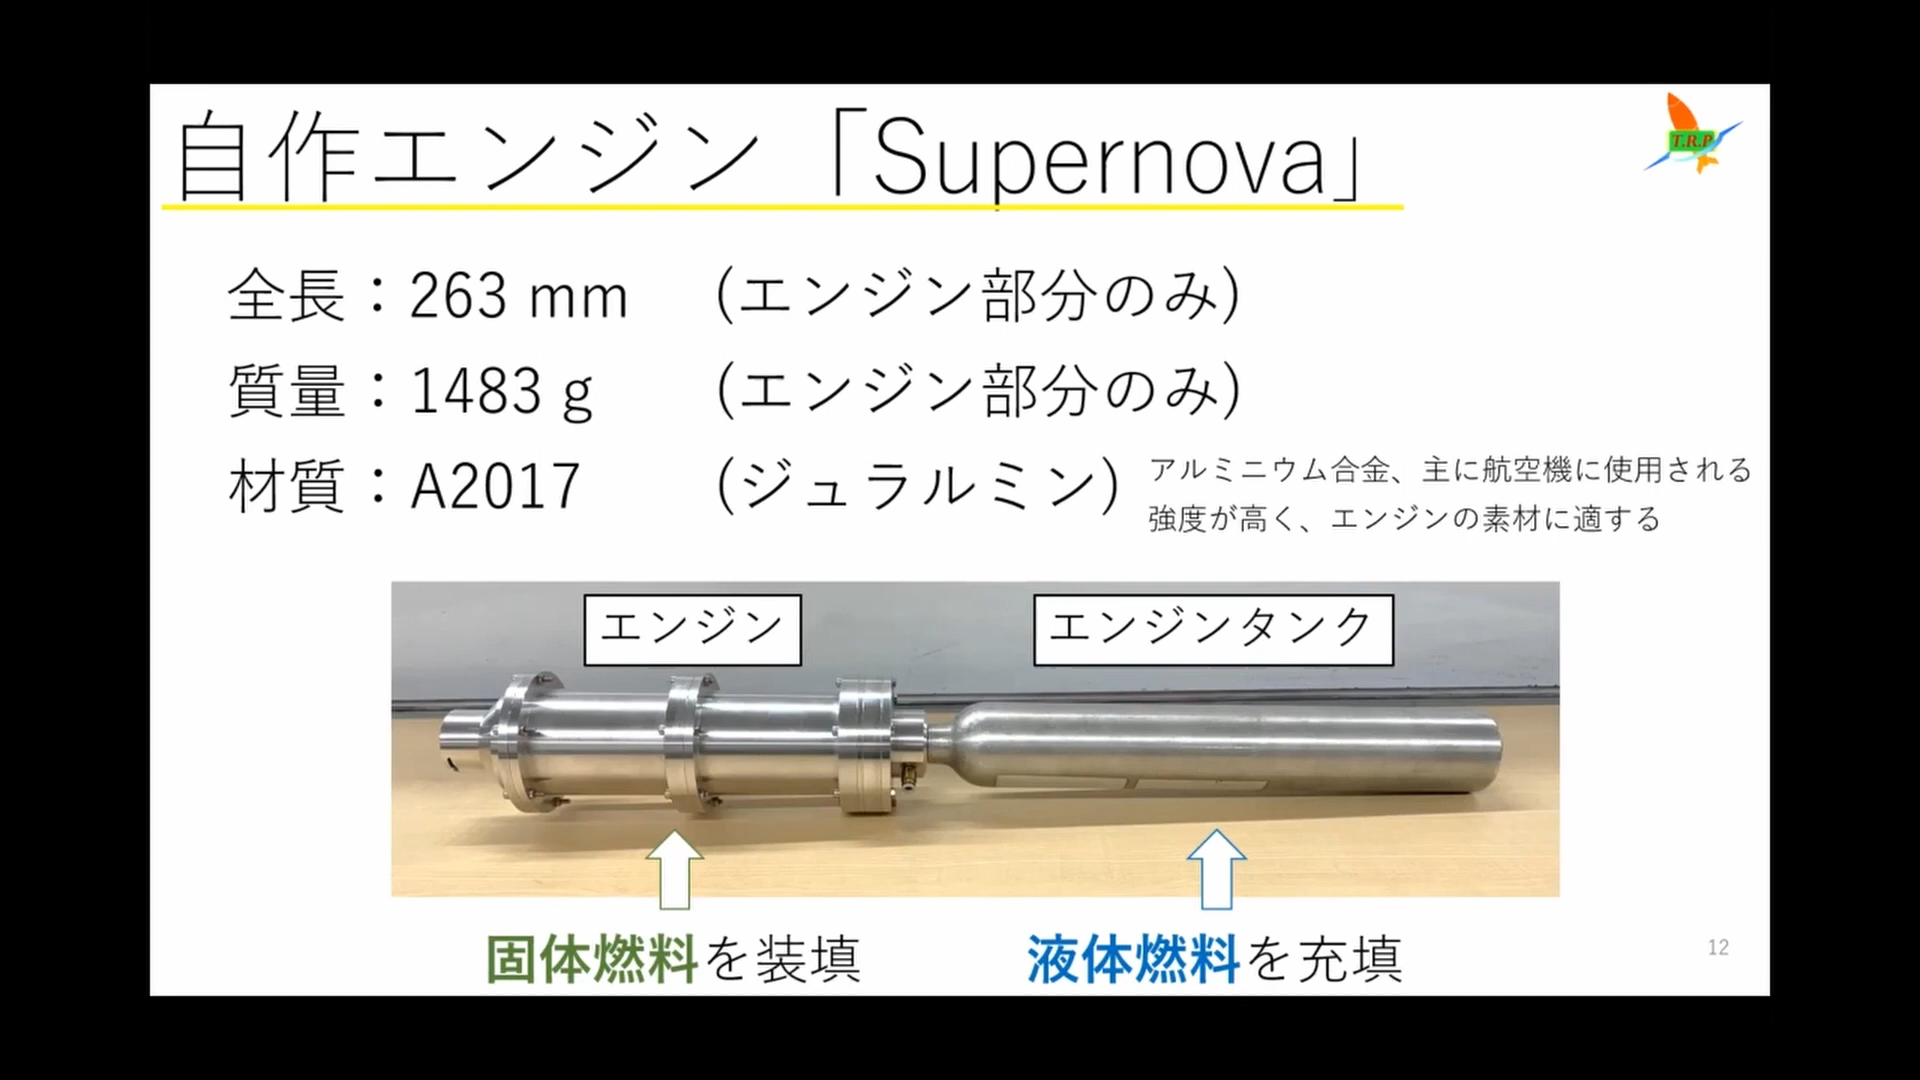 自作エンジン「Supernova」
T.R.P
全長：263 mm (エンジン部分のみ)
質量：1483 g (エンジン部分のみ)
材質：A2017 (ジュラルミン)
アルミニウム合金、主に航空機に使用される
強度が高く、エンジンの素材に適する
エンジン
エンジンタンク
固体燃料を装填
液体燃料を充填
12